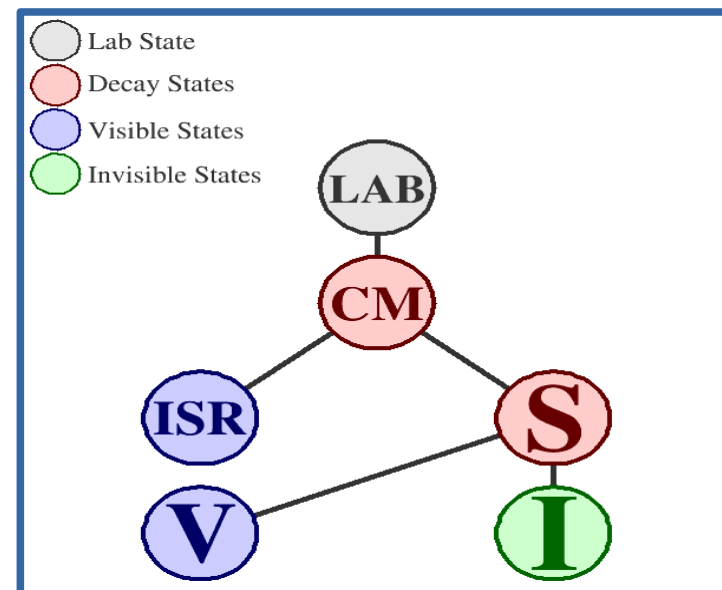 Lab State
Decay States
Visible States
Invisible States
LAB
CM
ISR
S
V
I